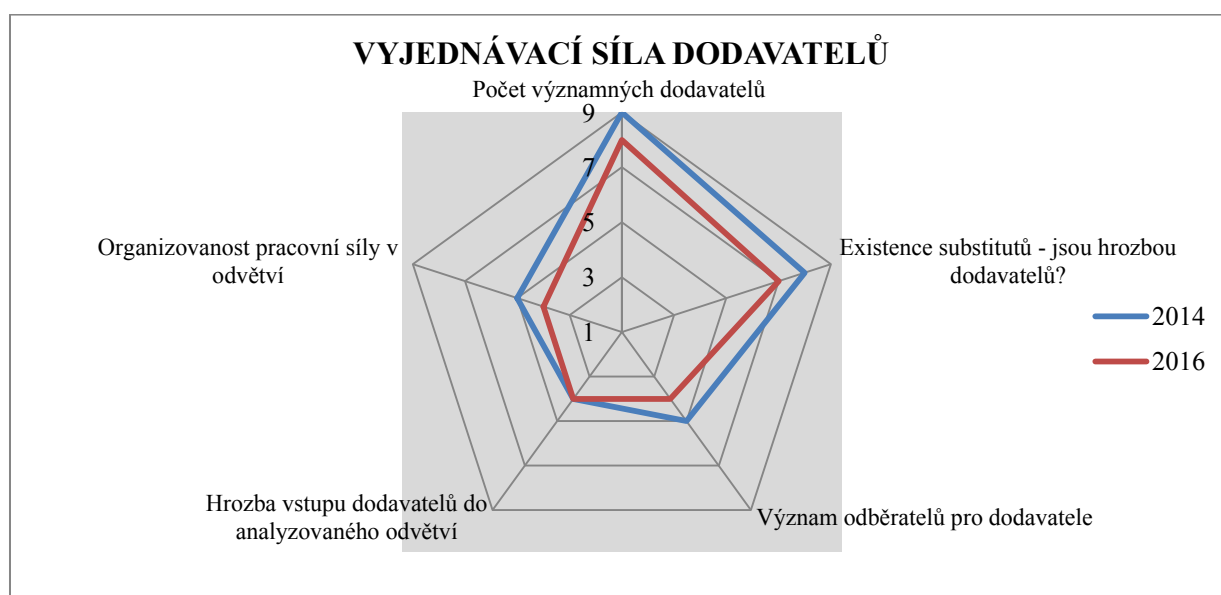 VYJEDNÁVACÍ SÍLA DODAVATELŮ
Počet významných dodavatelů
9
7
5
3
1
Existence substitutů - jsou hrozbou
dodavatelů?
Význam odběratelů pro dodavatele
Hrozba vstupu dodavatelů do
analyzovaného odvětví
Organizovanost pracovní síly v
odvětví
2014
2016